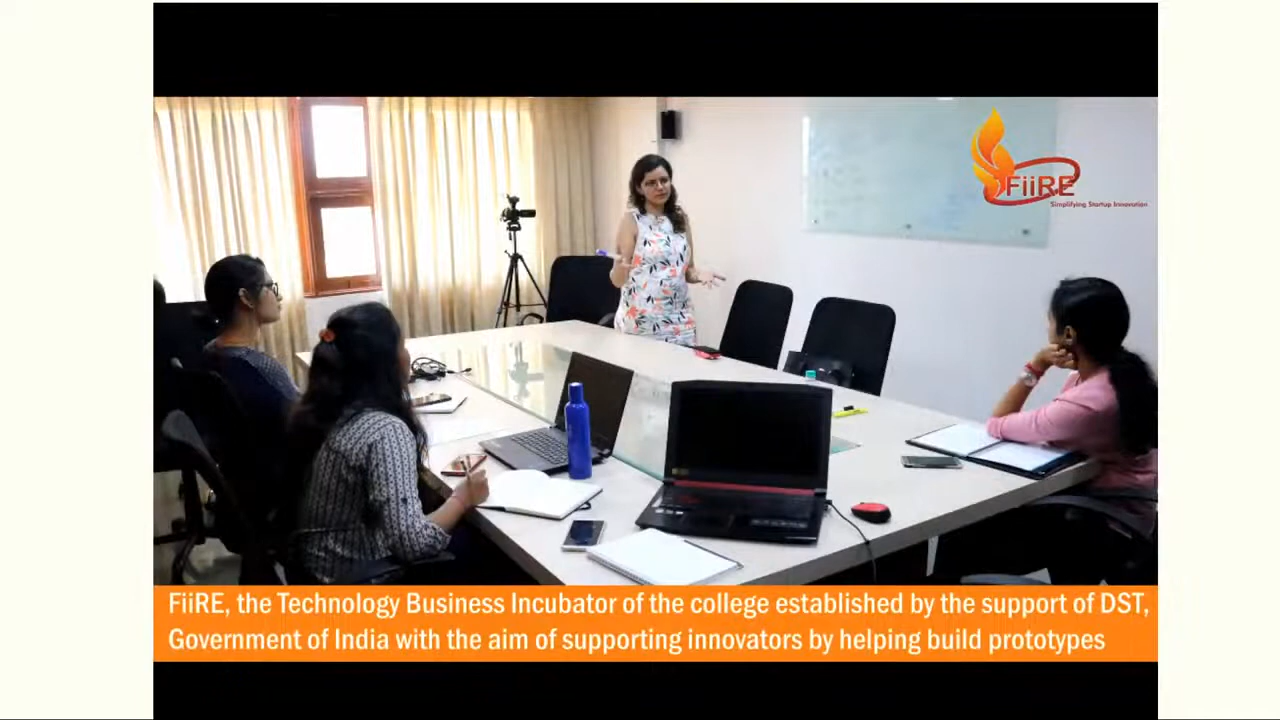 FiiRE
Simplifying Startup Innovation
FiiRE, the Technology Business Incubator of the college established by the support of DST,
Government of India with the aim of supporting innovators by helping build prototypes